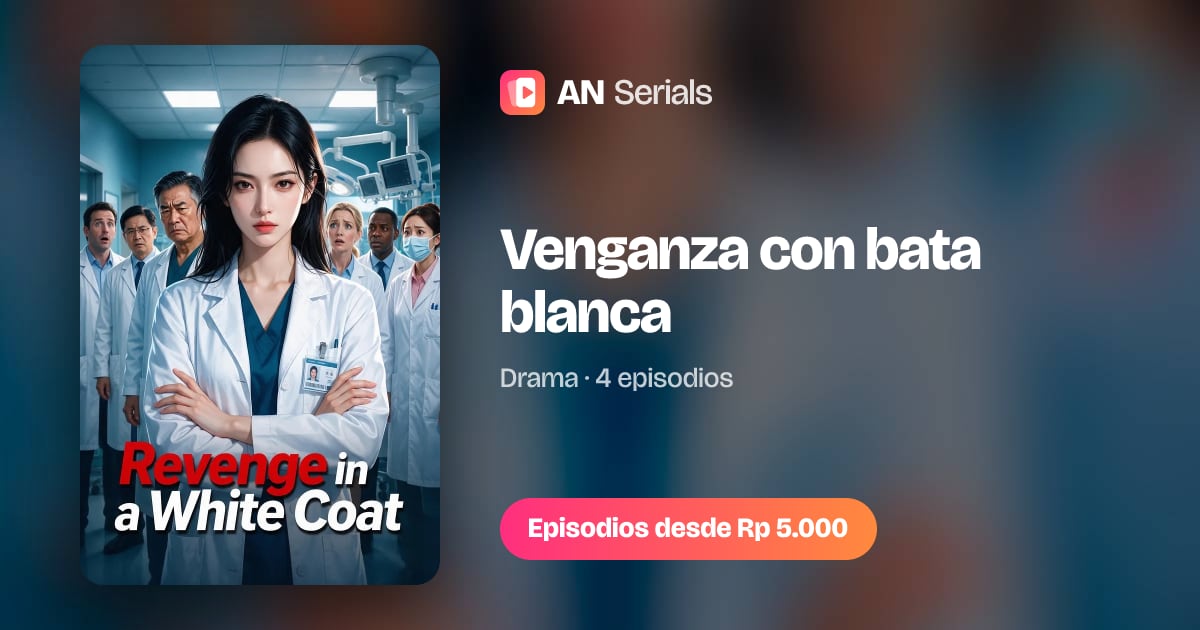 AN Serials
Venganza con bata
blanca
Drama · 4 episodios
Episodios desde Rp 5.000
Revenge in
a White Coat